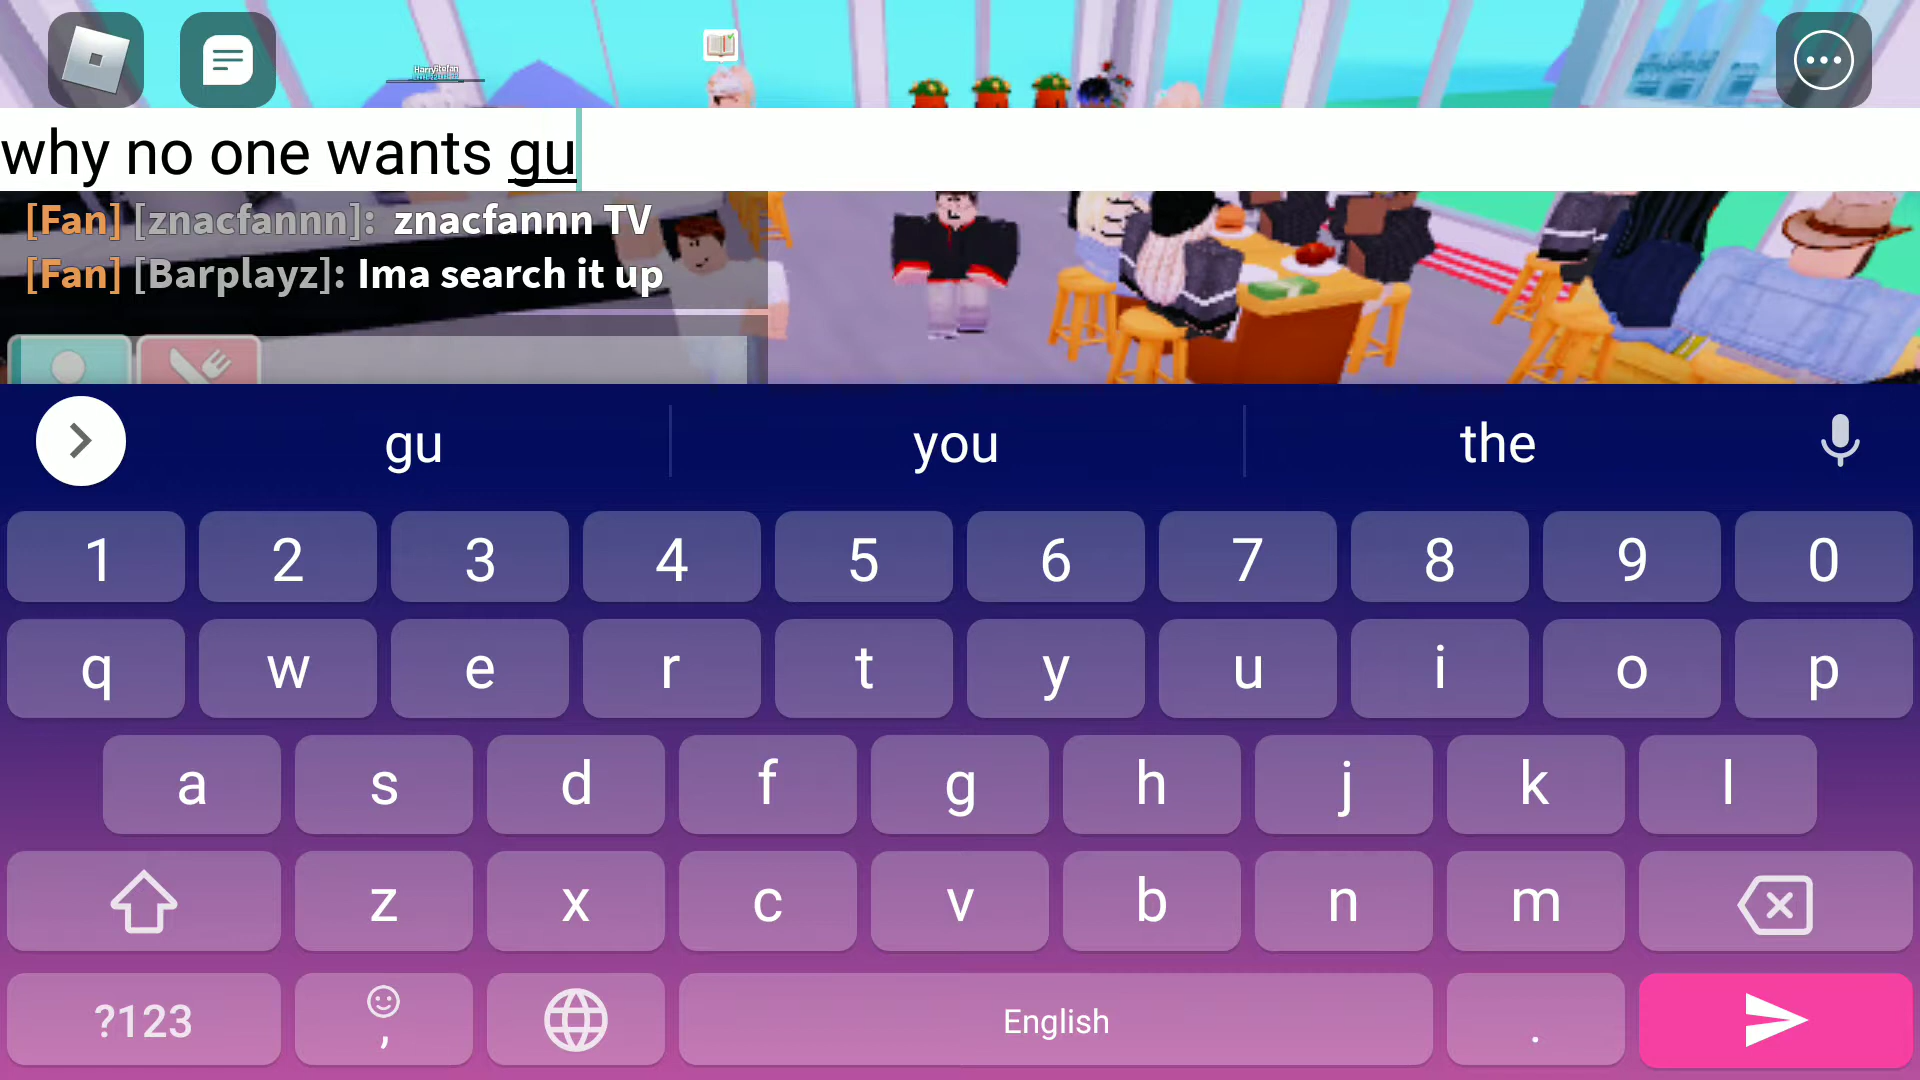 why no one wants gu
[Fan] [znacfannn]: znacfannn TV
[Fan] [Barplayz]: Ima search it up
gu you the
1 2 3 4 5 6 7 8 9 0
q w e r t y u i o p
a s d f g h j k l
z x c v b n m
?123 , English .